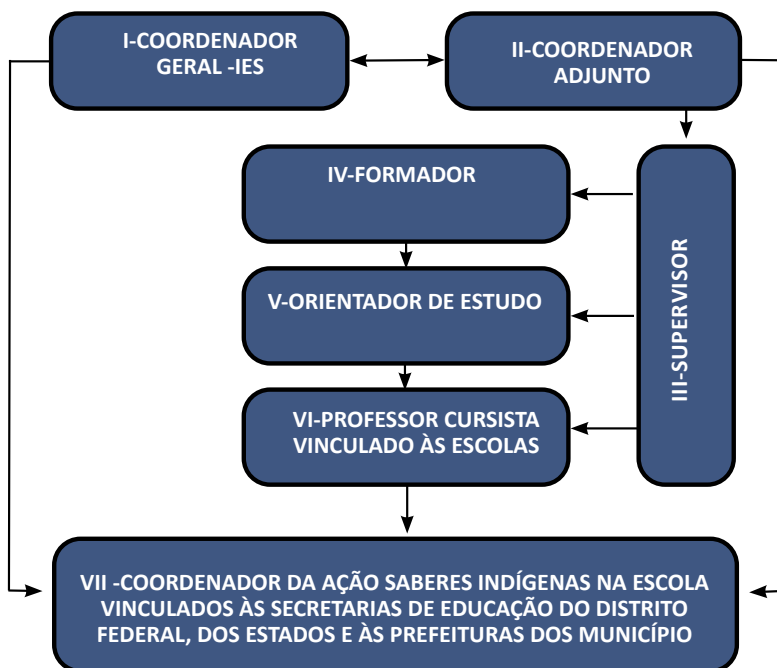 I-COORDENADOR
GERAL -IES
II-COORDENADOR
ADJUNTO
IV-FORMADOR
III-SUPERVISOR
V-ORIENTADOR DE ESTUDO
VI-PROFESSOR CURSISTA
VINCULADO ÀS ESCOLAS
VII -COORDENADOR DA AÇÃO SABERES INDÍGENAS NA ESCOLA
VINCULADOS ÀS SECRETARIAS DE EDUCAÇÃO DO DISTRITO
FEDERAL, DOS ESTADOS E ÀS PREFEITURAS DOS MUNICÍPIO